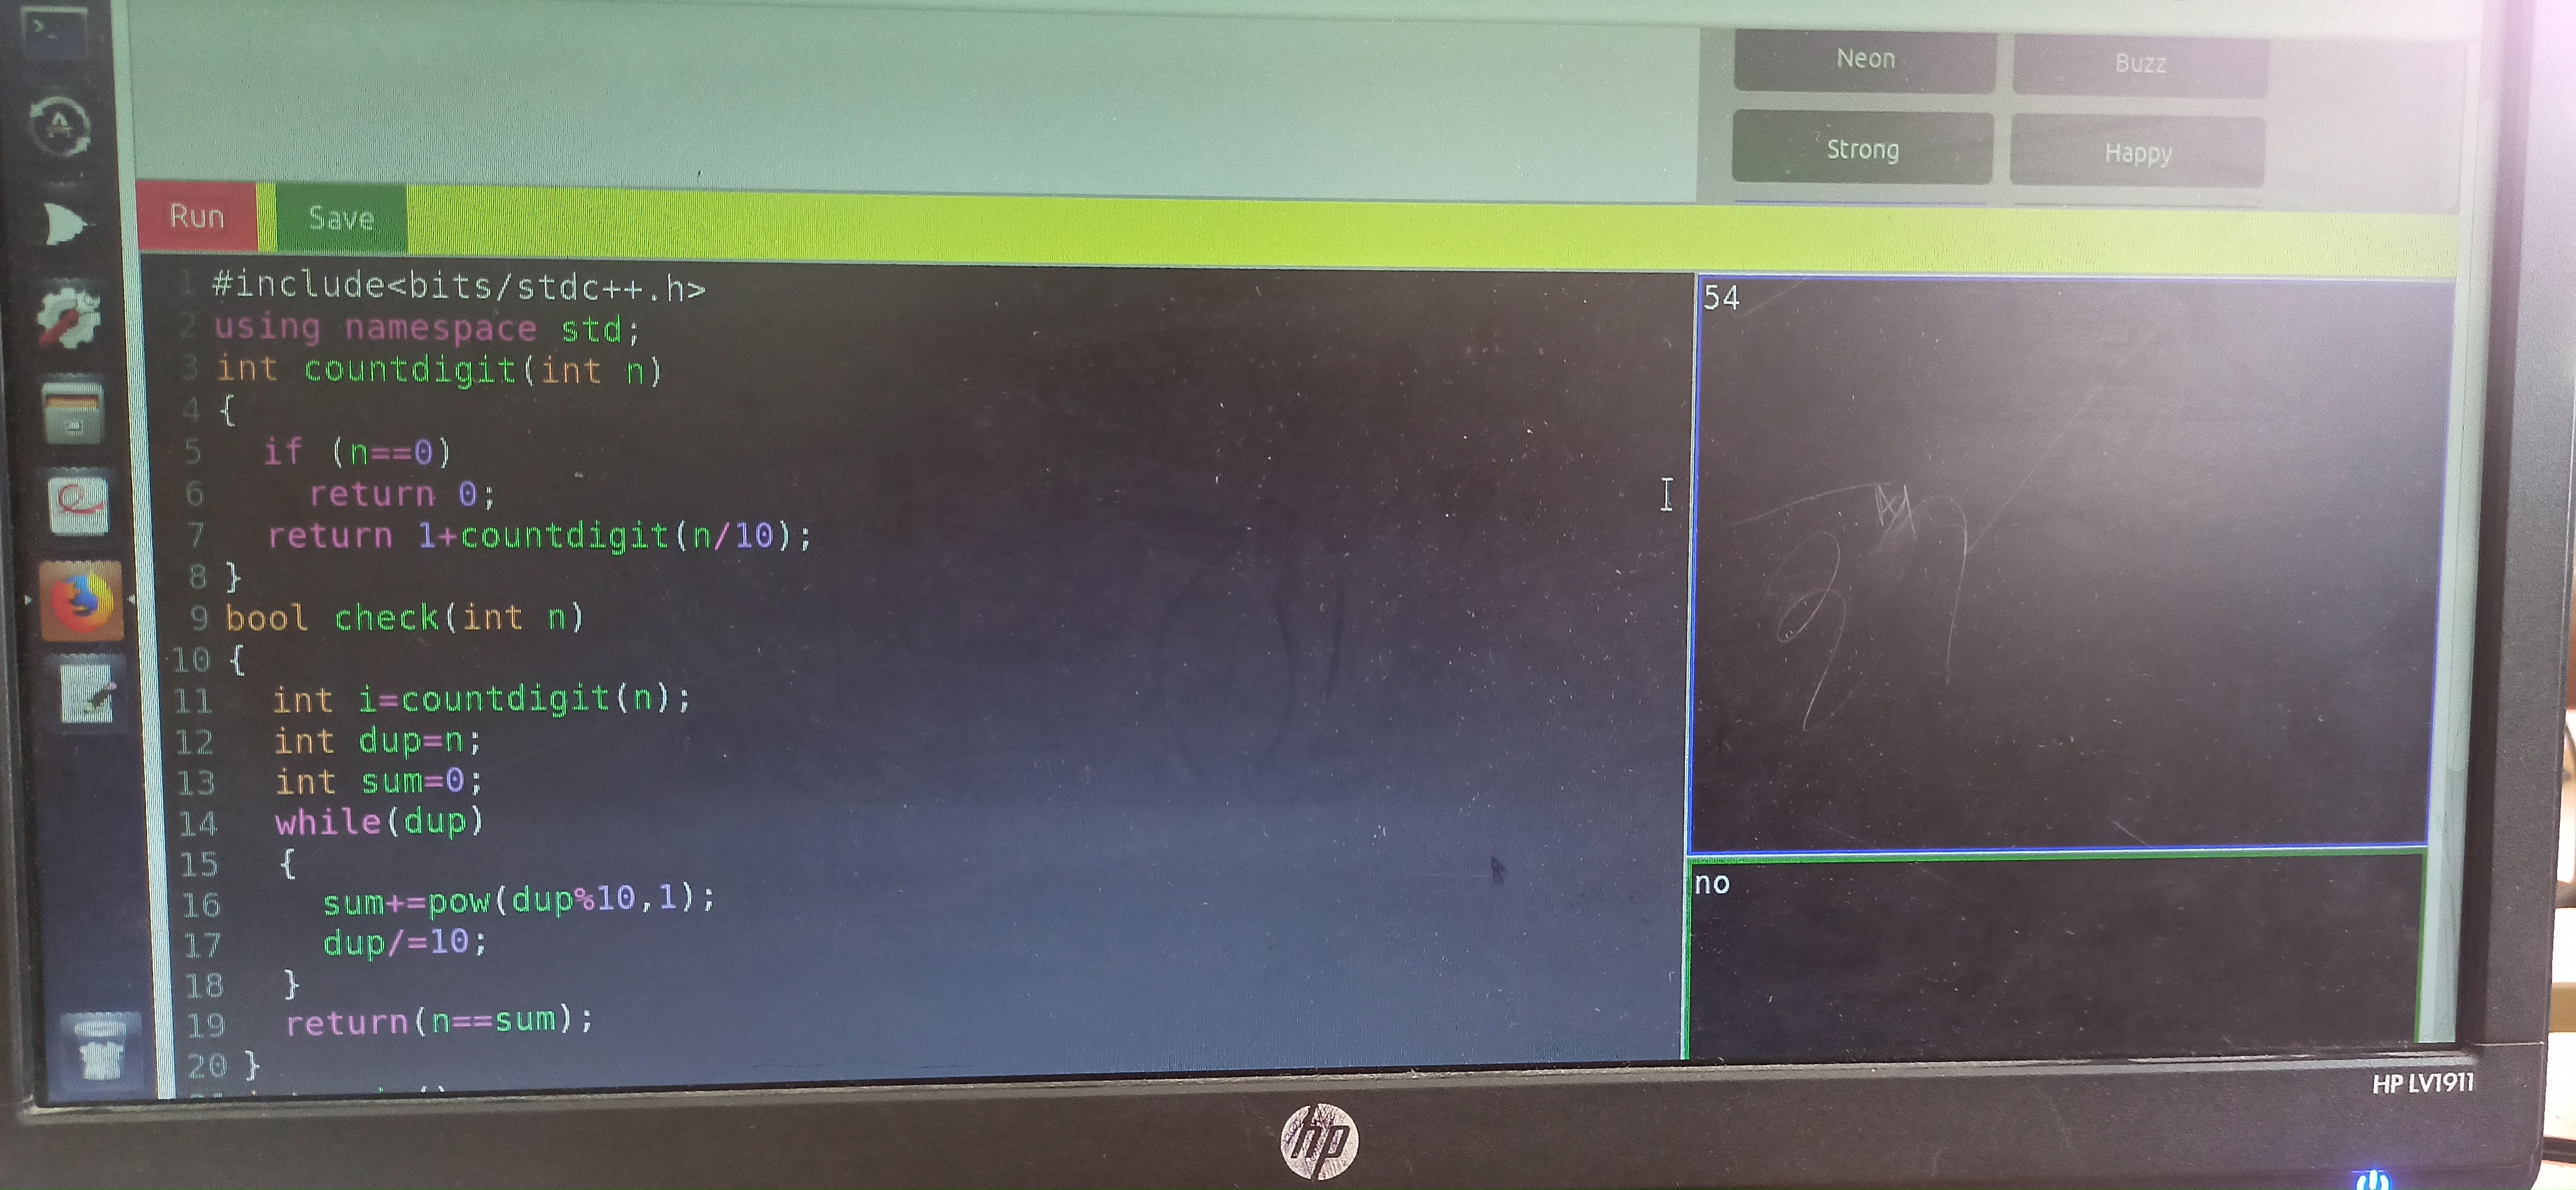 Neon
Buzz
Strong
Happy
Run
Save
1 #include<bits/stdc++.h>
2 using namespace std;
3 int countdigit(int n)
4 {
5 if (n==0)
6 return 0;
7 return 1+countdigit(n/10);
8 }
9 bool check(int n)
10 {
11 int i=countdigit(n);
12 int dup=n;
13 int sum=0;
14 while(dup)
15 {
16 sum+=pow(dup%10,1);
17 dup/=10;
18 }
19 return(n==sum);
20 }
54
no
HP LV1911
hp